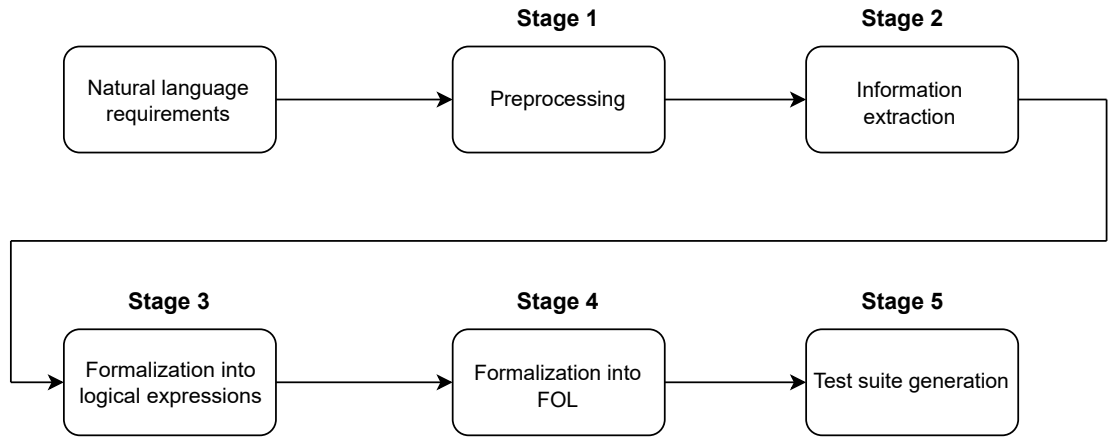 Stage 1
Stage 2
Natural language
requirements
Preprocessing
Information
extraction
Stage 3
Stage 4
Stage 5
Formalization into
logical expressions
Formalization into
FOL
Test suite generation